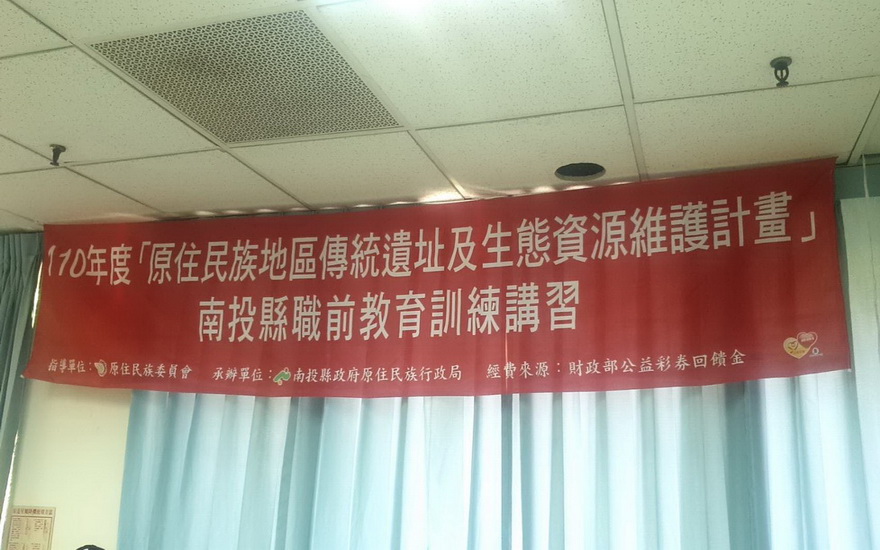 110年度「原住民族地區傳統遺址及生態資源維護計畫」
南投縣職前教育訓練講習
指導單位：原住民族委員會 承辦單位：南投縣政府原住民族行政局 經費來源：財政部公益彩券回饋金